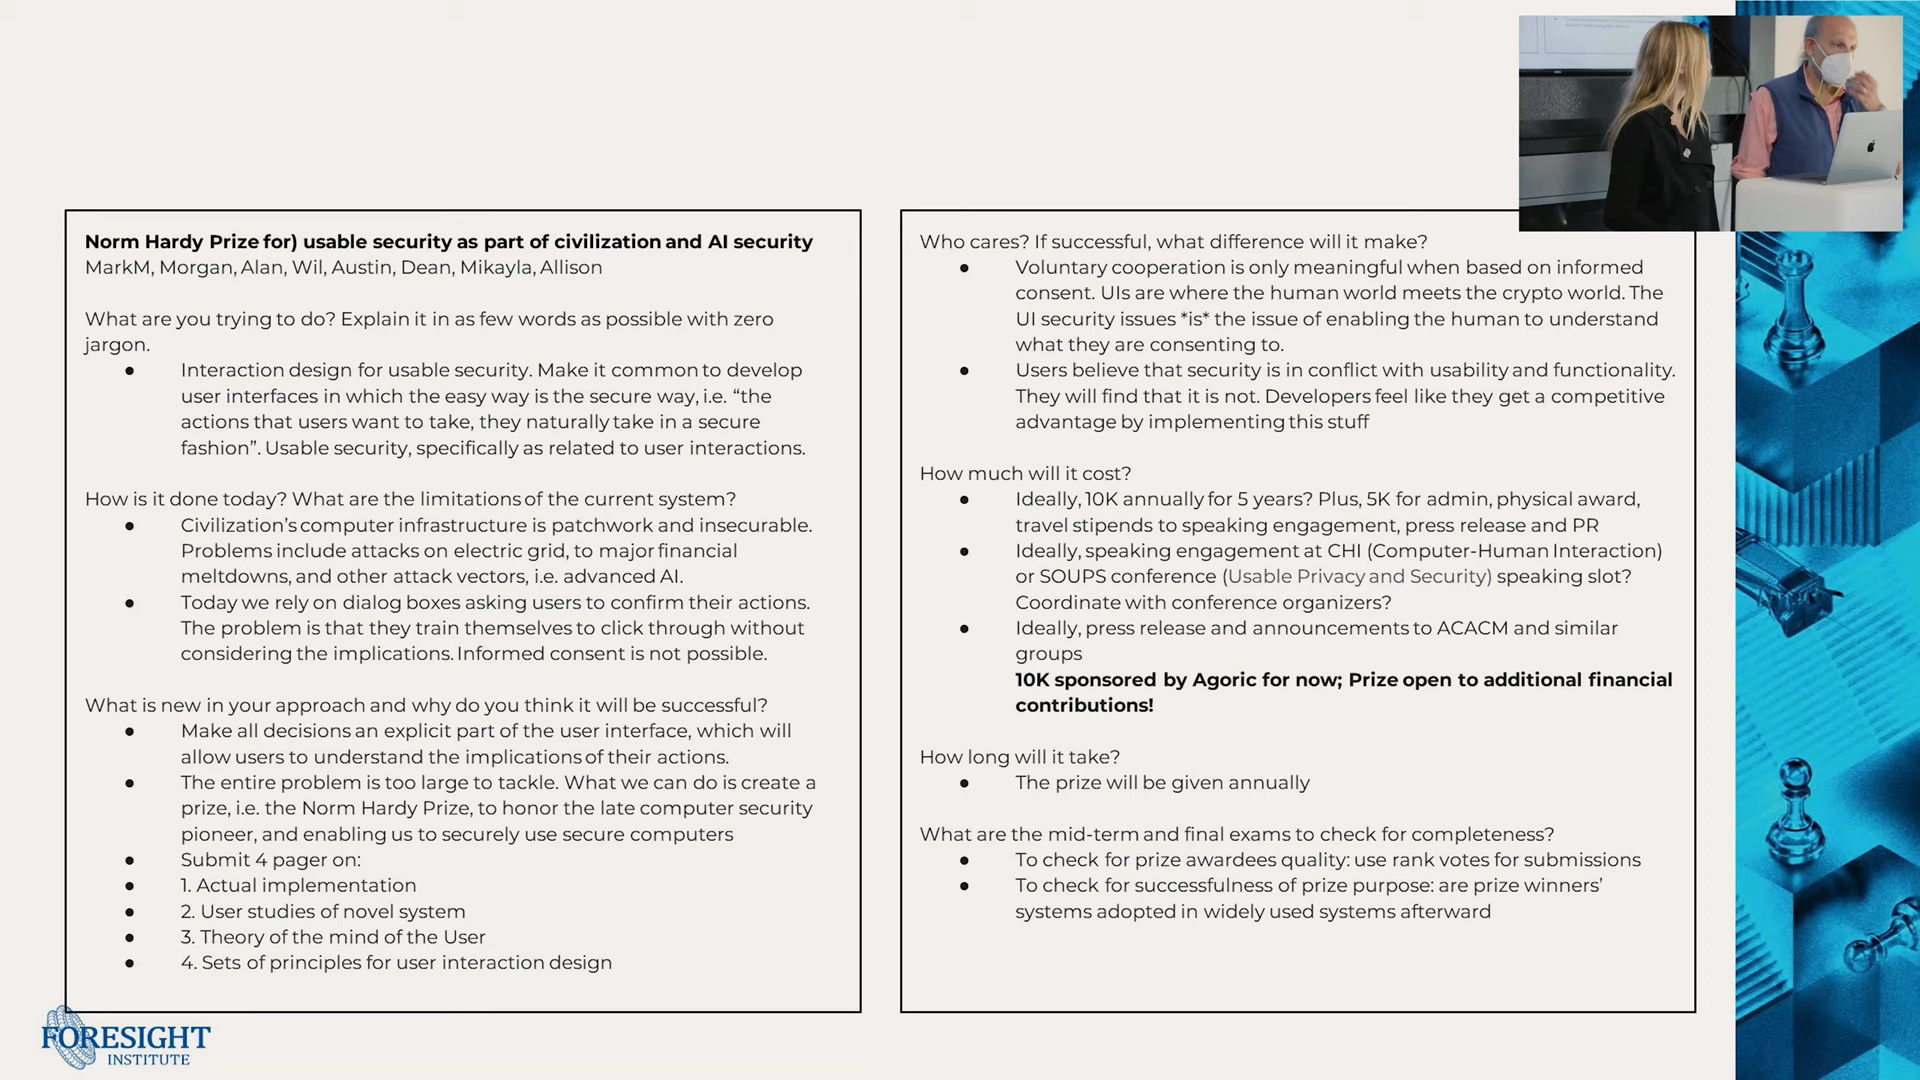 Norm Hardy Prize for) usable security as part of civilization and AI security
MarkM, Morgan, Alan, Wil, Austin, Dean, Mikayla, Allison
What are you trying to do? Explain it in as few words as possible with zero
jargon.
● Interaction design for usable security. Make it common to develop
user interfaces in which the easy way is the secure way, i.e. “the
actions that users want to take, they naturally take in a secure
fashion”. Usable security, specifically as related to user interactions.
How is it done today? What are the limitations of the current system?
● Civilization’s computer infrastructure is patchwork and insecurable.
Problems include attacks on electric grid, to major financial
meltdowns, and other attack vectors, i.e. advanced AI.
● Today we rely on dialog boxes asking users to confirm their actions.
The problem is that they train themselves to click through without
considering the implications. Informed consent is not possible.
What is new in your approach and why do you think it will be successful?
● Make all decisions an explicit part of the user interface, which will
allow users to understand the implications of their actions.
● The entire problem is too large to tackle. What we can do is create a
prize, i.e. the Norm Hardy Prize, to honor the late computer security
pioneer, and enabling us to securely use secure computers
● Submit 4 pager on:
● 1. Actual implementation
● 2. User studies of novel system
● 3. Theory of the mind of the User
● 4. Sets of principles for user interaction design
Who cares? If successful, what difference will it make?
● Voluntary cooperation is only meaningful when based on informed
consent. UIs are where the human world meets the crypto world. The
UI security issues *is* the issue of enabling the human to understand
what they are consenting to.
● Users believe that security is in conflict with usability and functionality.
They will find that it is not. Developers feel like they get a competitive
advantage by implementing this stuff
How much will it cost?
● Ideally, 10K annually for 5 years? Plus, 5K for admin, physical award,
travel stipends to speaking engagement, press release and PR
● Ideally, speaking engagement at CHI (Computer-Human Interaction)
or SOUPS conference (Usable Privacy and Security) speaking slot?
Coordinate with conference organizers?
● Ideally, press release and announcements to ACACM and similar
groups
10K sponsored by Agoric for now; Prize open to additional financial
contributions!
How long will it take?
● The prize will be given annually
What are the mid-term and final exams to check for completeness?
● To check for prize awardees quality: use rank votes for submissions
● To check for successfulness of prize purpose: are prize winners’
systems adopted in widely used systems afterward
FORESIGHT
INSTITUTE